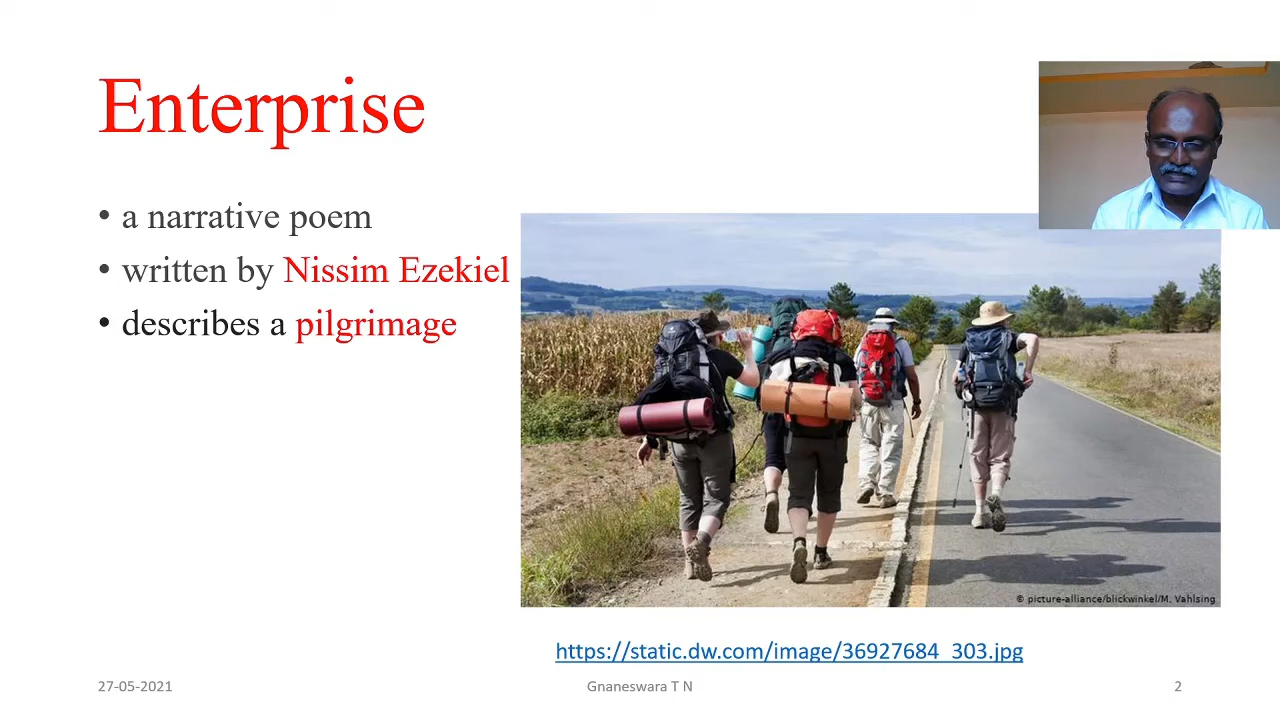 Enterprise
• a narrative poem
• written by Nissim Ezekiel
• describes a pilgrimage
© picture-alliance/blickwinkel/M. Vahlsing
https://static.dw.com/image/36927684_303.jpg
27-05-2021
Gnaneswara T N
2